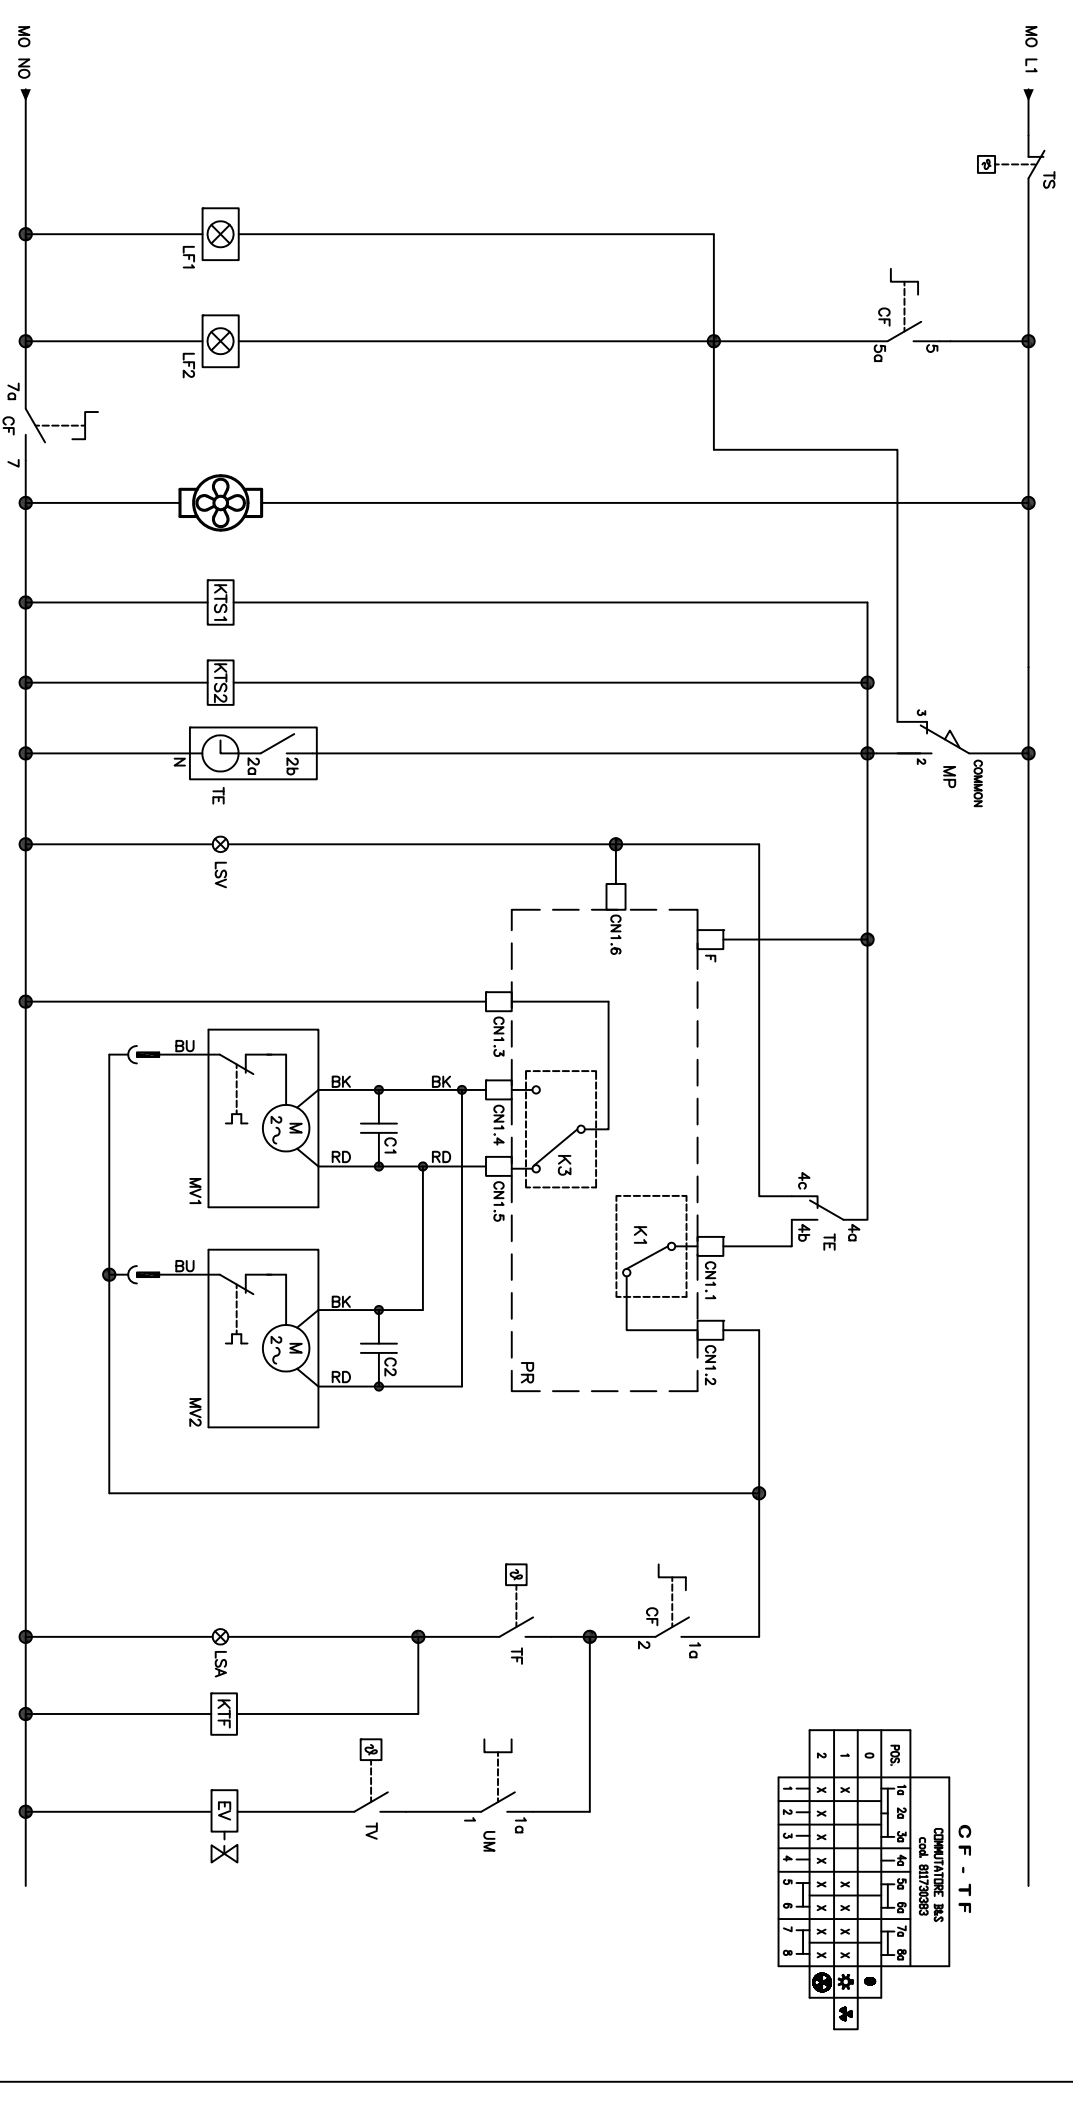 MO L1
TS
MO NO
LF1
LF2
CF
5
5a
7a
CF
7
KTS1
KTS2
3
2
MP
COMMON
2b
2a
N
TE
LSV
CN1.6
F
CN1.3
CN1.4
CN1.5
K3
K1
CN1.1
CN1.2
PR
4c
4b
4a
TE
BU
BK
BK
RD
RD
C1
M
2
MV1
BU
BK
RD
C2
M
2
MV2
CF
1a
2
TF
LSA
KTF
EV
TV
UM
1a
1
CF - TF
COMMUTATORE B&S
cod. 811730383
POS. 1a 2a 3a 4a 5a 6a 7a 8a
0
1 X X X X X
2 X X X X X X X X
1 2 3 4 5 6 7 8
0